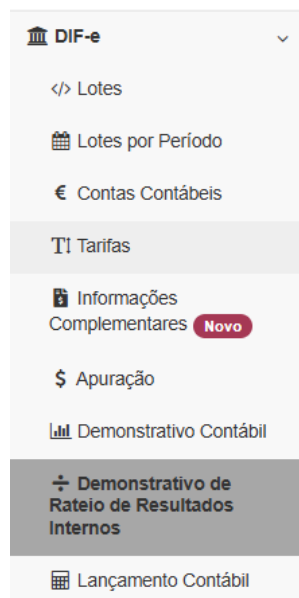 DIF-e
</> Lotes
Lotes por Período
€ Contas Contábeis
T↕ Tarifas
Informações
Complementares Novo
$ Apuração
Demonstrativo Contábil
÷ Demonstrativo de
Rateio de Resultados
Internos
Lançamento Contábil